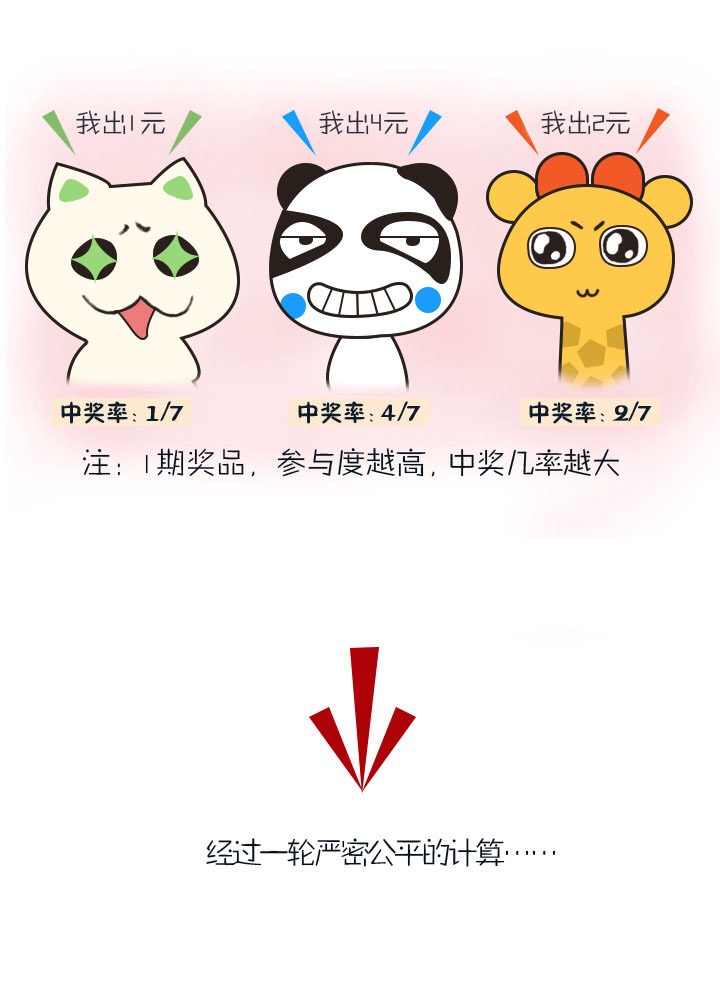 我出1元
我出4元
我出2元
中奖率: 1/7
中奖率: 4/7
中奖率: 2/7
注：1期奖品，参与度越高，中奖几率越大
经过一轮严密公平的计算……